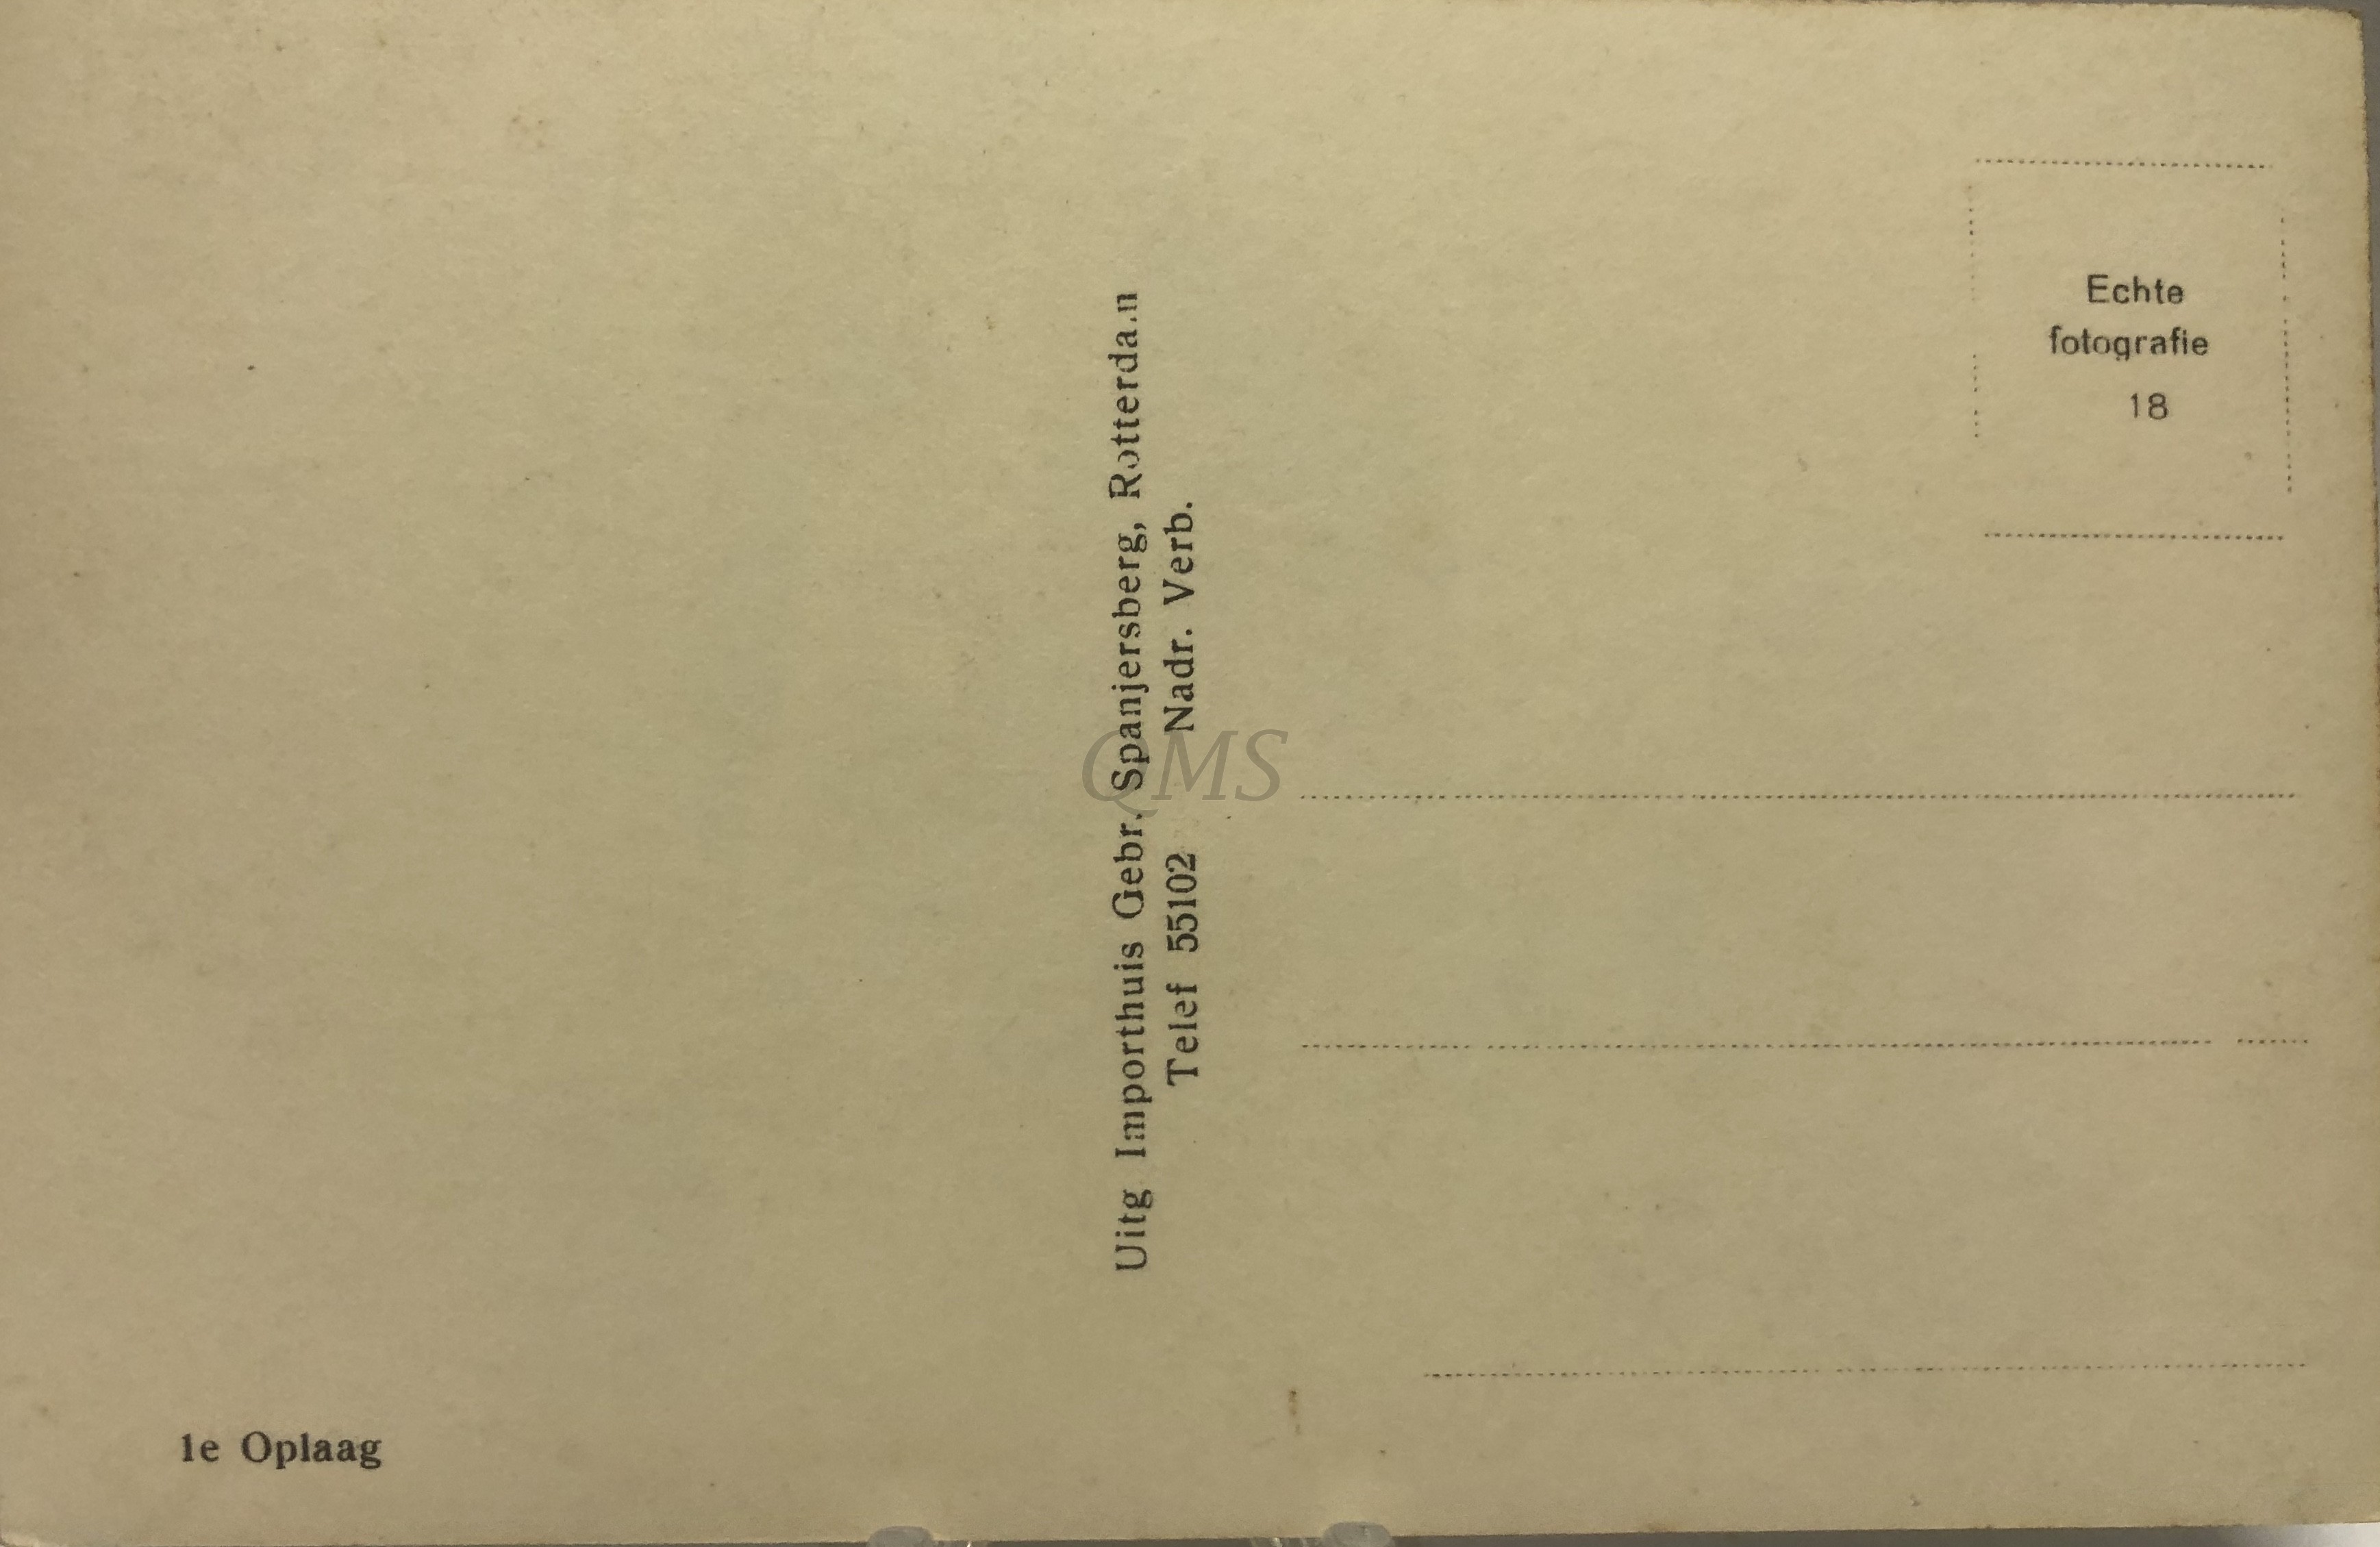 Echte
fotografie
18
Uitg Importhuis Gebr. Spanjersberg, Rotterdam
Telef 55102 Nadr. Verb.
QMS
1e Oplaag